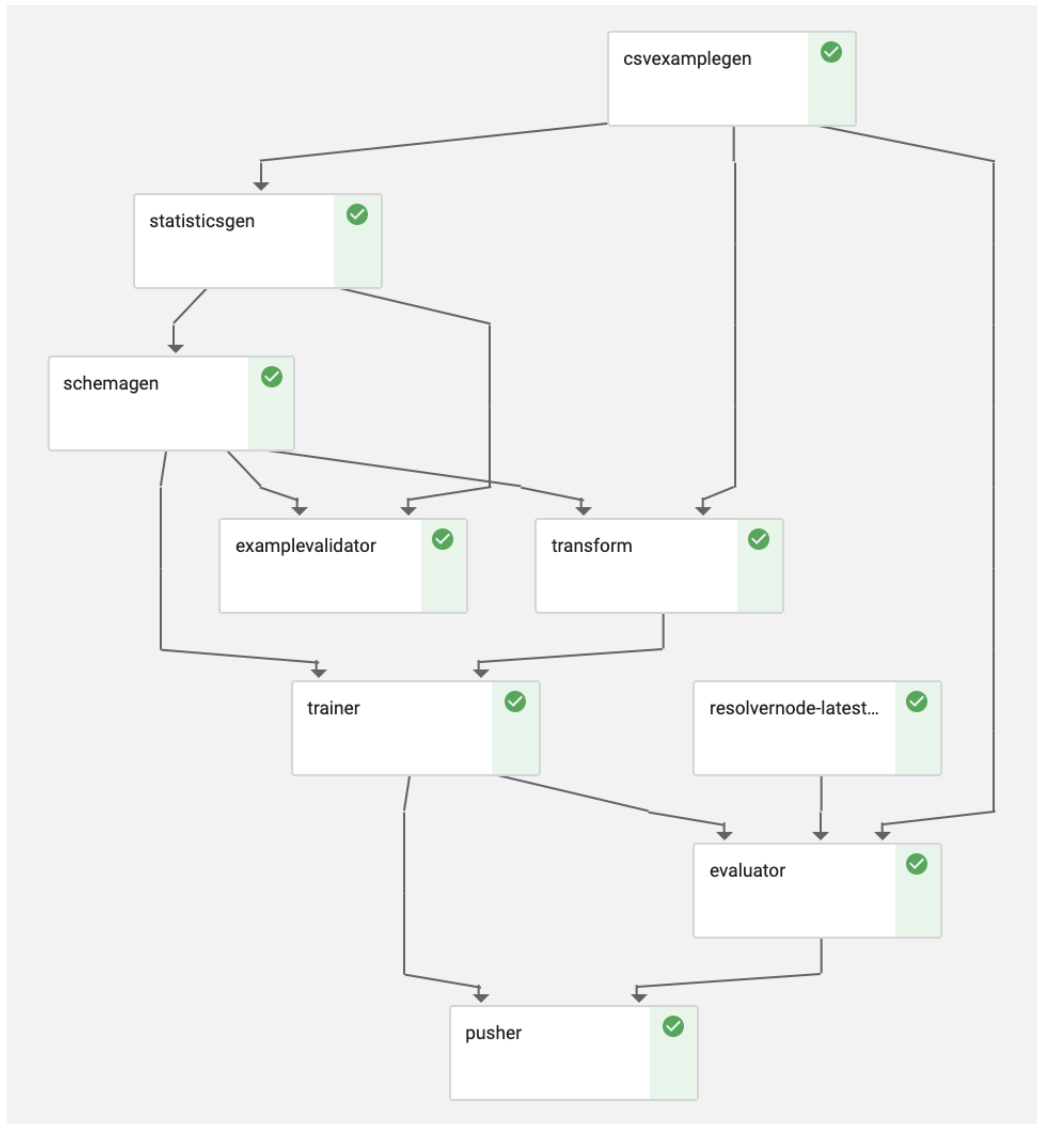 csvexamplegen
statisticsgen
schemagen
examplevalidator
transform
trainer
resolvernode-latest...
evaluator
pusher